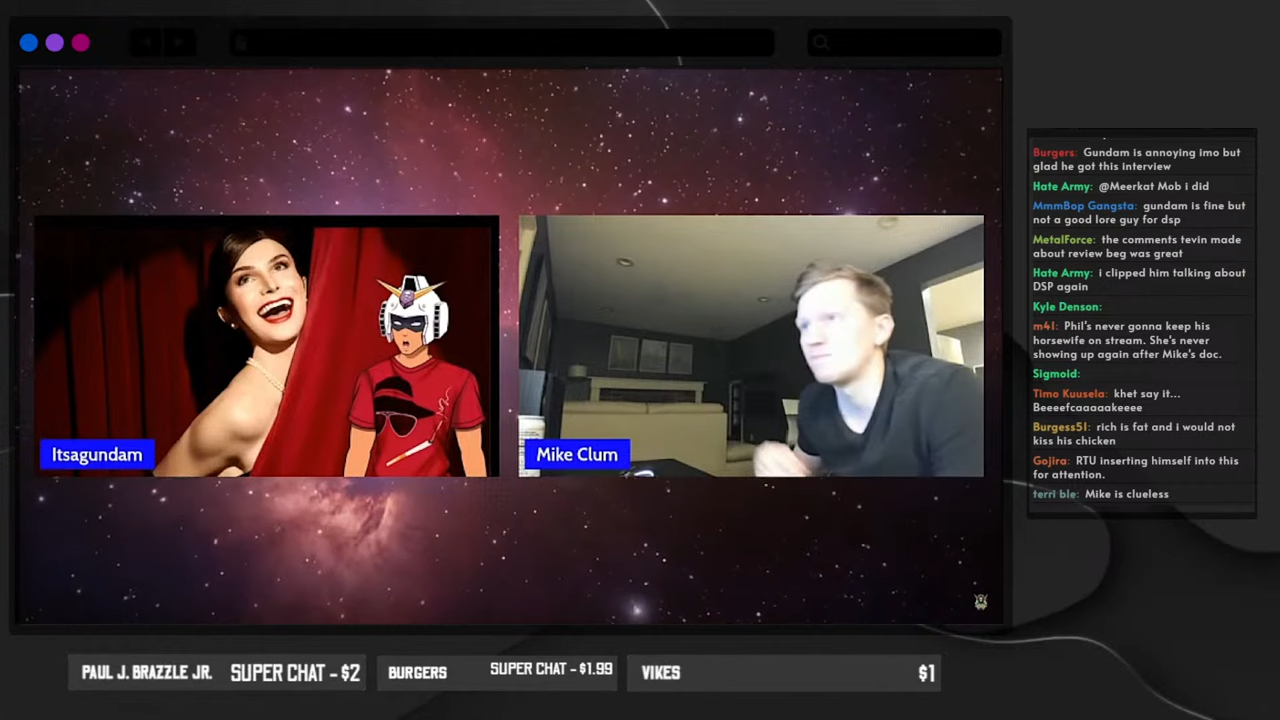 Itsagundam
Mike Clum
Burgers: Gundam is annoying imo but
glad he got this interview
Hate Army: @Meerkat Mob i did
MmmBop Gangsta: gundam is fine but
not a good lore guy for dsp
MetalForce: the comments tevin made
about review beg was great
Hate Army: i clipped him talking about
DSP again
Kyle Denson:
m4l: Phil's never gonna keep his
horsewife on stream. She's never
showing up again after Mike's doc.
Sigmoid:
Timo Kuusela: khet say it...
Beeeefcaaaaakeeee
Burgess51: rich is fat and i would not
kiss his chicken
Gojira: RTU inserting himself into this
for attention.
terri ble: Mike is clueless
PAUL J. BRAZZLE JR. SUPER CHAT - $2
BURGERS SUPER CHAT - $1.99
VIKES $1